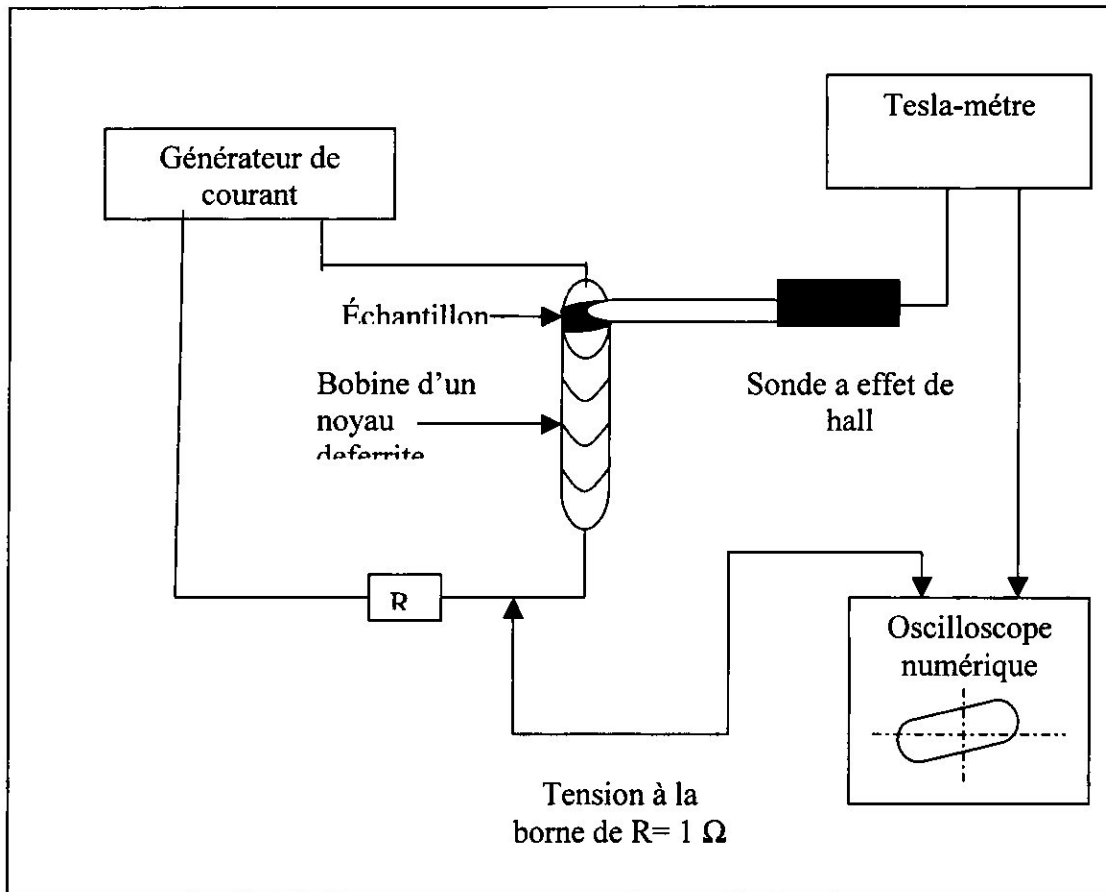 Tesla-métre
Générateur de
courant
Échantillon
Bobine d'un
noyau
deferrite
Sonde a effet de
hall
R
Oscilloscope
numérique
Tension à la
borne de R= 1 Ω